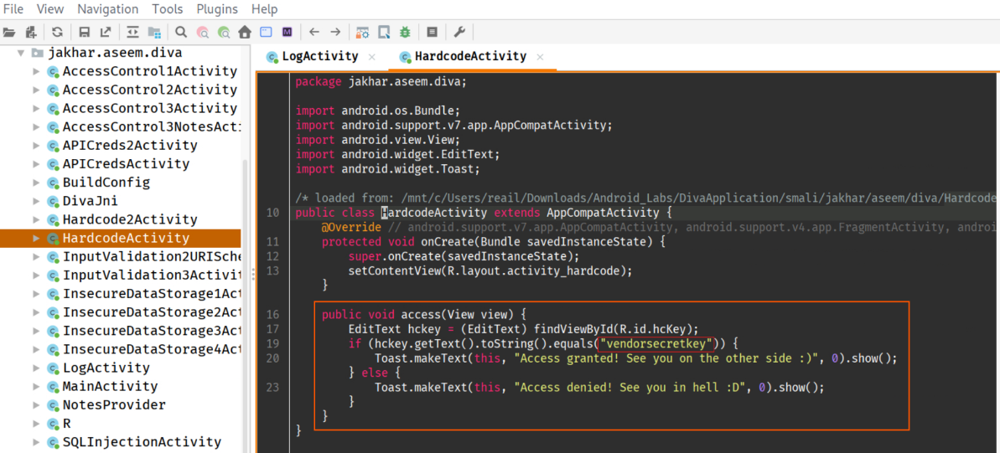 File View Navigation Tools Plugins Help
jakhar.aseem.diva
AccessControl1Activity
AccessControl2Activity
AccessControl3Activity
AccessControl3NotesActi
APICreds2Activity
APICredsActivity
BuildConfig
DivaJni
Hardcode2Activity
HardcodeActivity
InputValidation2URISche
InputValidation3Activit
InsecureDataStorage1Act
InsecureDataStorage2Act
InsecureDataStorage3Act
InsecureDataStorage4Act
LogActivity
MainActivity
NotesProvider
R
SQLInjectionActivity
LogActivity × HardcodeActivity ×
package jakhar.aseem.diva;
import android.os.Bundle;
import android.support.v7.app.AppCompatActivity;
import android.view.View;
import android.widget.EditText;
import android.widget.Toast;
/* loaded from: /mnt/c/Users/reail/Downloads/Android_Labs/DivaApplication/smali/jakhar/aseem/diva/Hardcode
10 public class HardcodeActivity extends AppCompatActivity {
@Override // android.support.v7.app.AppCompatActivity, android.support.v4.app.FragmentActivity, androi
11 protected void onCreate(Bundle savedInstanceState) {
12 super.onCreate(savedInstanceState);
13 setContentView(R.layout.activity_hardcode);
}
16 public void access(View view) {
17 EditText hckey = (EditText) findViewById(R.id.hcKey);
19 if (hckey.getText().toString().equals("vendorsecretkey")) {
20 Toast.makeText(this, "Access granted! See you on the other side :)", 0).show();
} else {
23 Toast.makeText(this, "Access denied! See you in hell :D", 0).show();
}
}
}